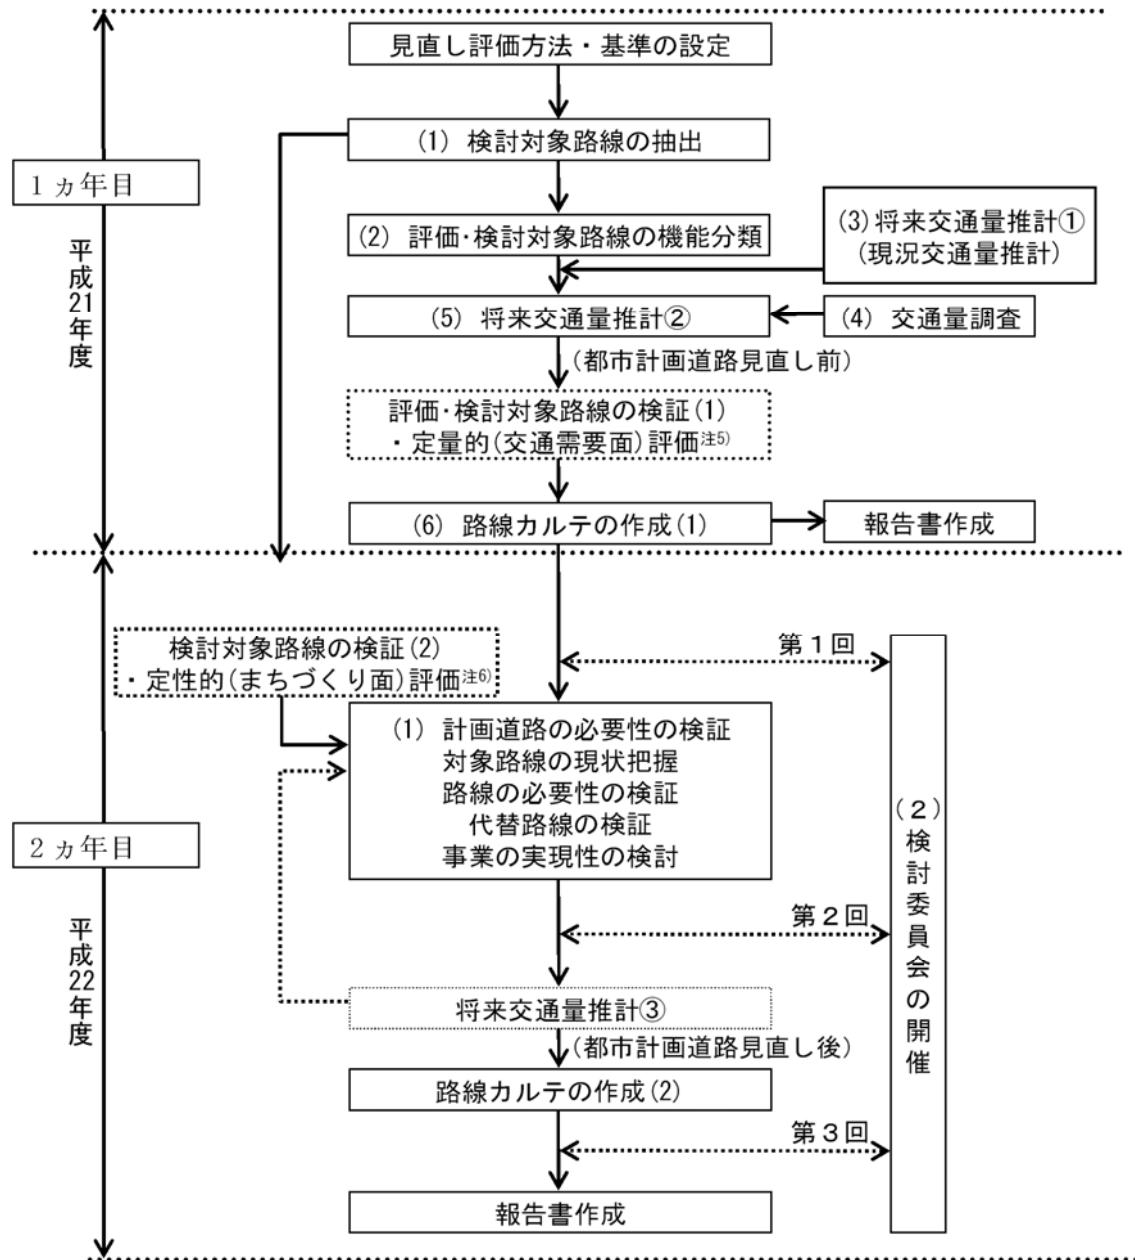 見直し評価方法・基準の設定
(1) 検討対象路線の抽出
1ヵ年目
平成21年度
(2) 評価・検討対象路線の機能分類
(3)将来交通量推計①
(現況交通量推計)
(5) 将来交通量推計②
(4) 交通量調査
(都市計画道路見直し前)
評価・検討対象路線の検証(1)
・定量的(交通需要面)評価注5)
(6) 路線カルテの作成(1)
報告書作成
2ヵ年目
平成22年度
検討対象路線の検証(2)
・定性的(まちづくり面)評価注6)
第1回
(1) 計画道路の必要性の検証
対象路線の現状把握
路線の必要性の検証
代替路線の検証
事業の実現性の検討
(2)検討委員会の開催
第2回
将来交通量推計③
(都市計画道路見直し後)
路線カルテの作成(2)
第3回
報告書作成